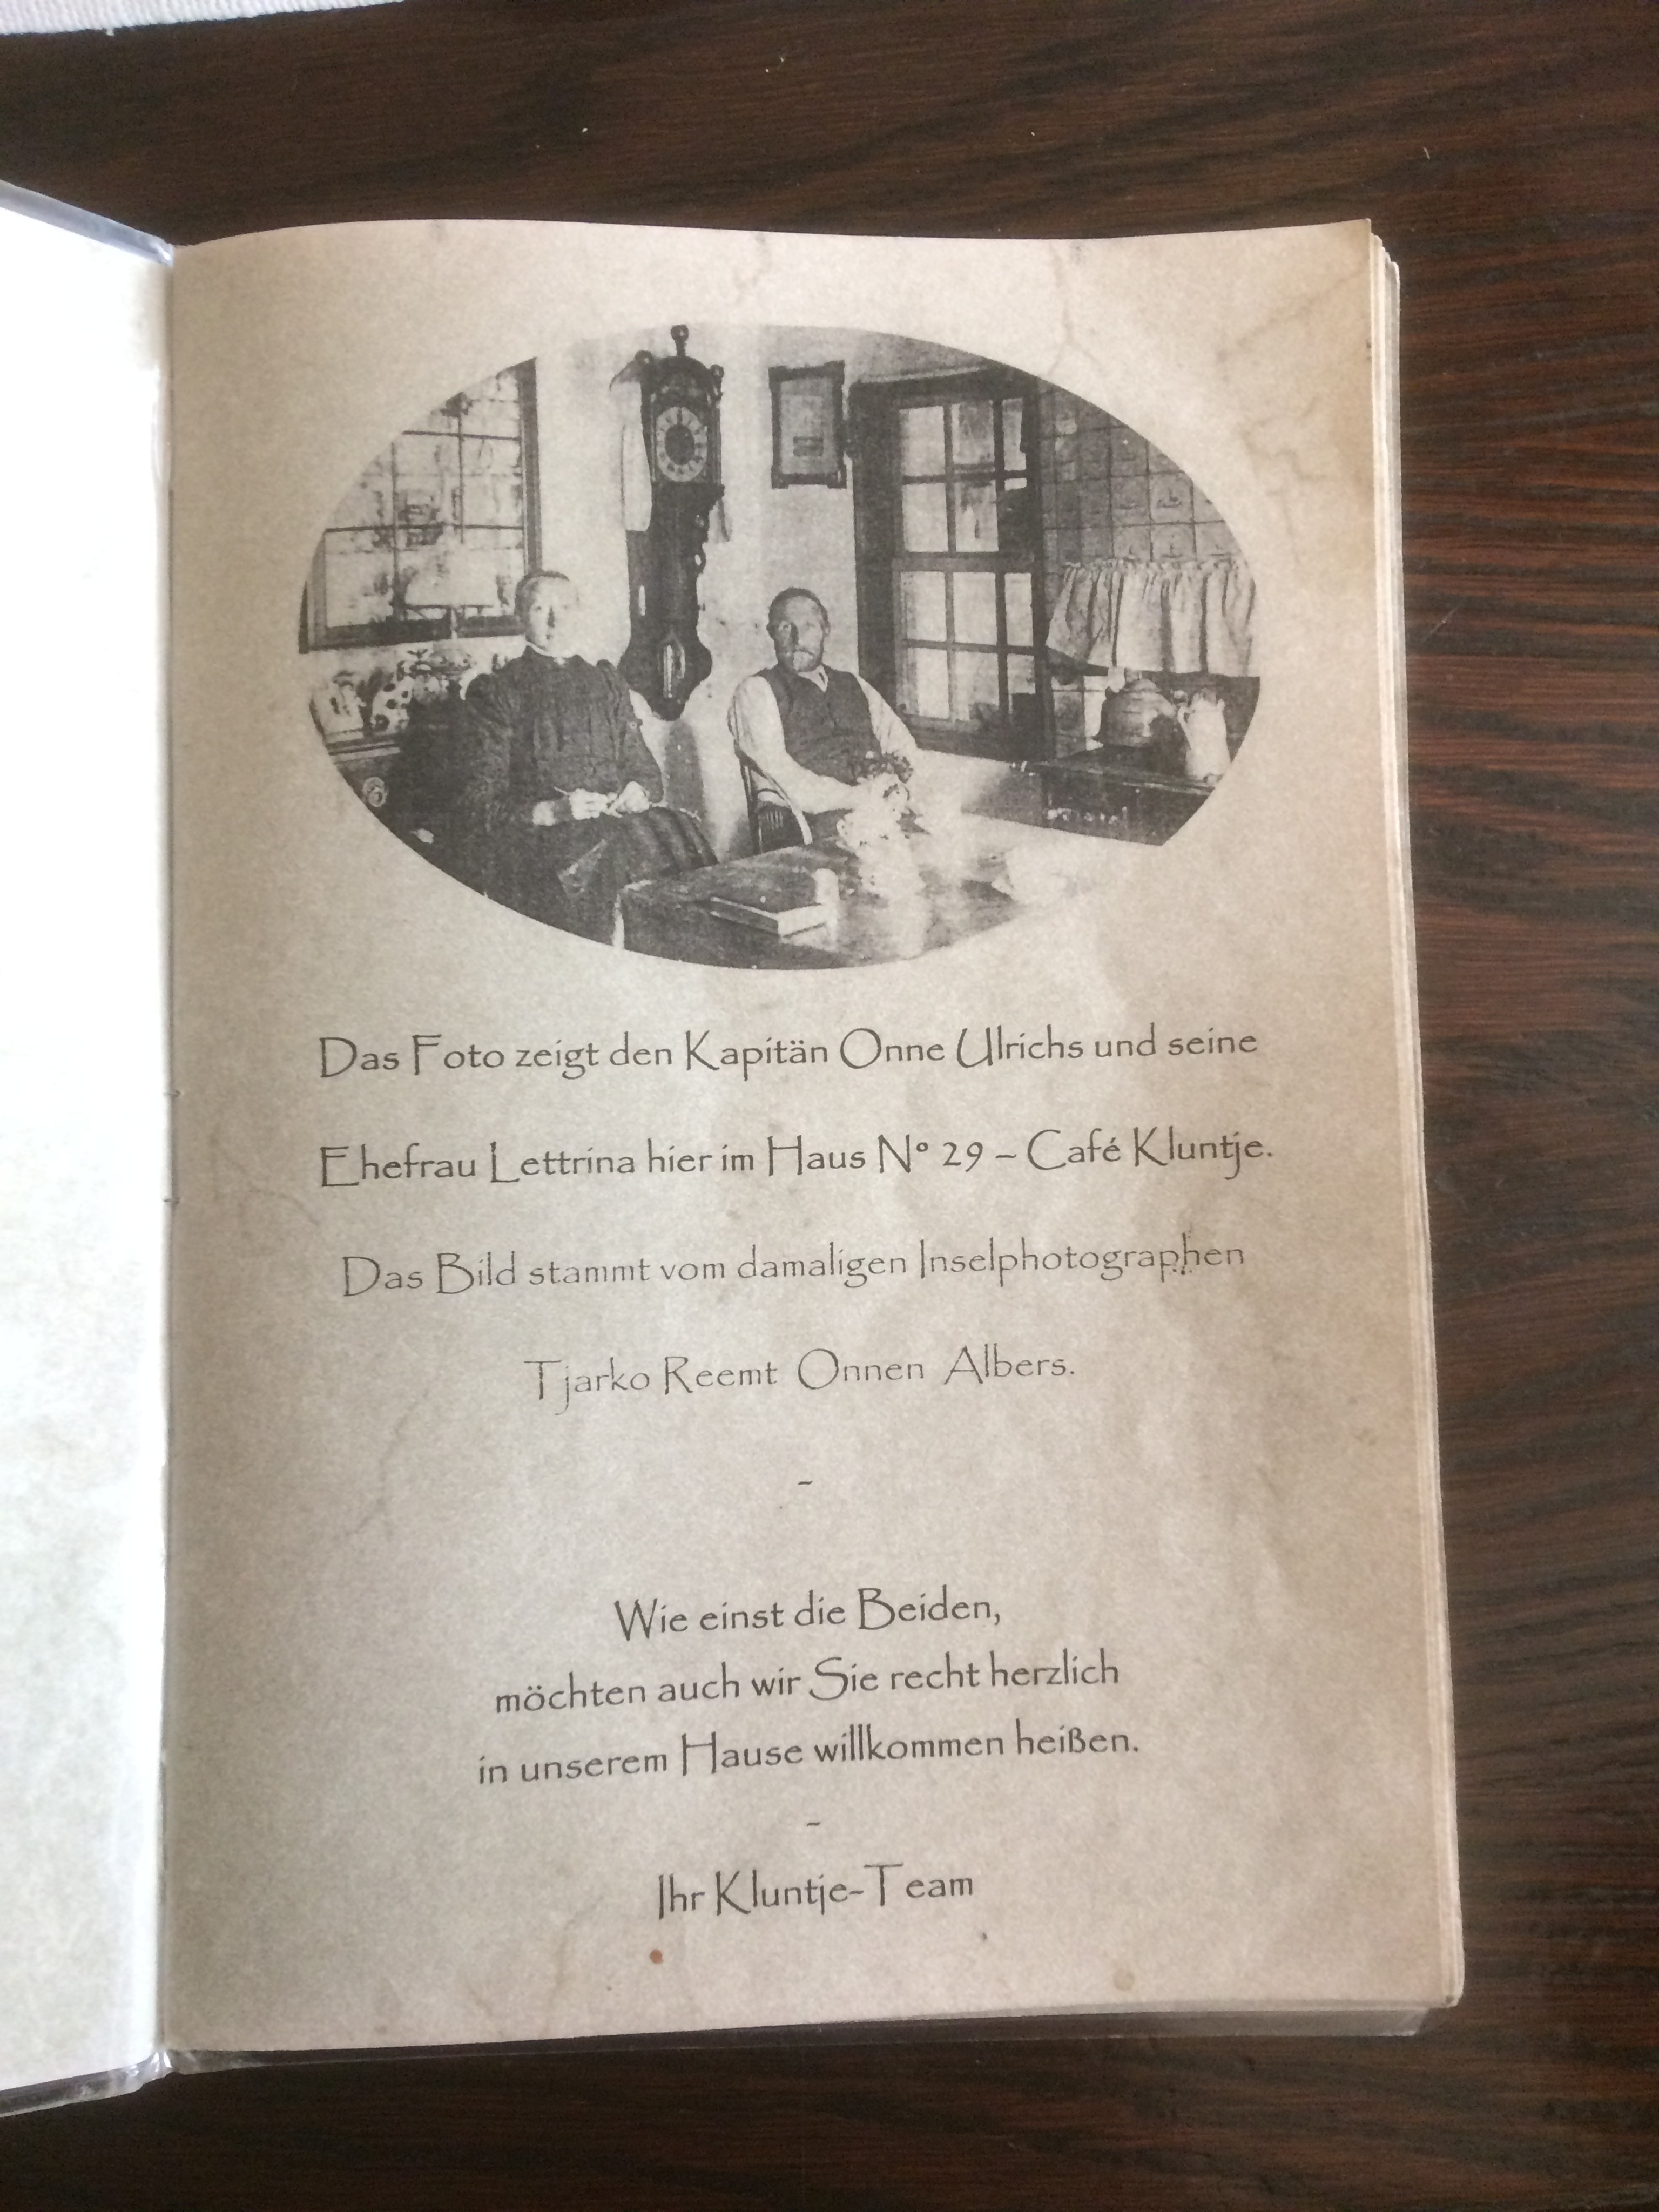 Das Foto zeigt den Kapitän Onne Ulrichs und seine
Ehefrau Lettrina hier im Haus N° 29 – Café Kluntje.
Das Bild stammt vom damaligen Inselphotographen
Tjarko Reemt Onnen Albers.
-
Wie einst die Beiden,
möchten auch wir Sie recht herzlich
in unserem Hause willkommen heißen.
-
Ihr Kluntje-Team